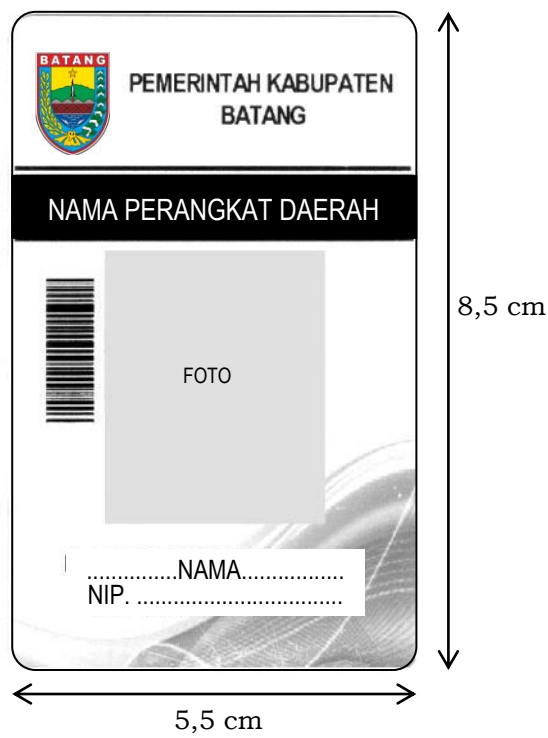 BATANG
PEMERINTAH KABUPATEN
BATANG
NAMA PERANGKAT DAERAH
FOTO
8,5 cm
...............NAMA.................
NIP. ..................................
5,5 cm